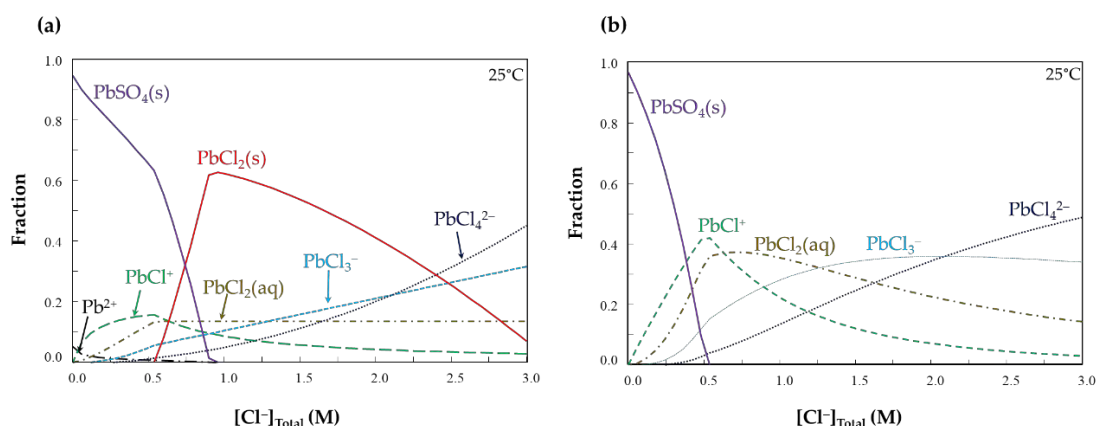 (a)
1.0
0.8
0.6
0.4
0.2
0.0
Fraction
25°C
PbSO₄(s)
PbCl₂(s)
PbCl₄²⁻
PbCl₃⁻
PbCl⁺
PbCl₂(aq)
Pb²⁺
0.0 0.5 1.0 1.5 2.0 2.5 3.0
[Cl⁻]Total (M)
(b)
1.0
0.8
0.6
0.4
0.2
0.0
Fraction
25°C
PbSO₄(s)
PbCl₄²⁻
PbCl⁺
PbCl₂(aq)
PbCl₃⁻
0.0 0.5 1.0 1.5 2.0 2.5 3.0
[Cl⁻]Total (M)